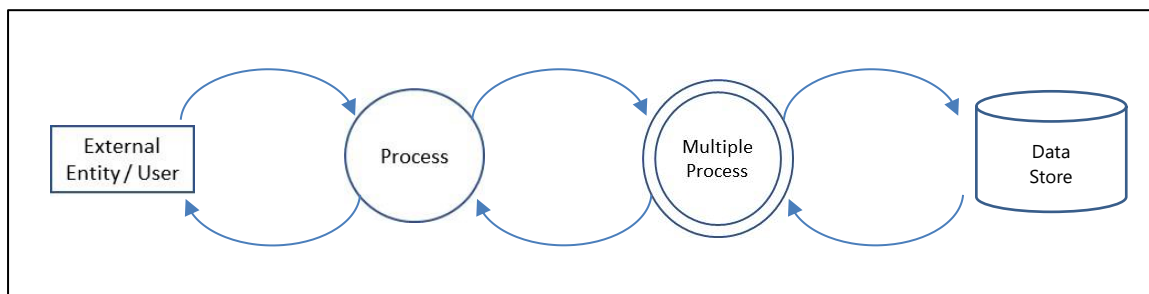 External
Entity / User
Process
Multiple
Process
Data
Store